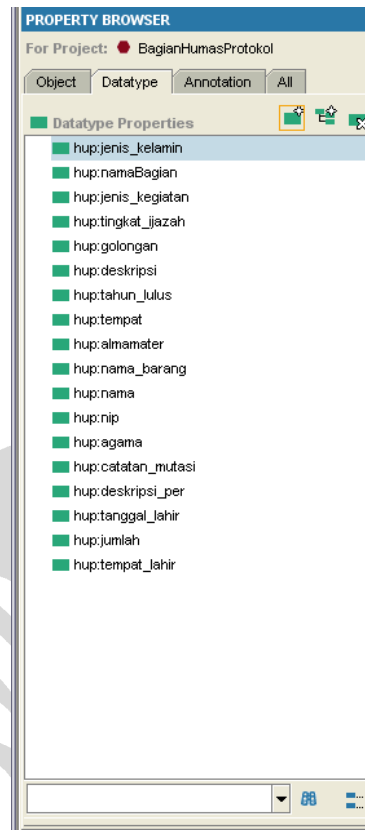 PROPERTY BROWSER
For Project: BagianHumasProtokol
Object Datatype Annotation All
Datatype Properties
hup:jenis_kelamin
hup:namaBagian
hup:jenis_kegiatan
hup:tingkat_ijazah
hup:golongan
hup:deskripsi
hup:tahun_lulus
hup:tempat
hup:almamater
hup:nama_barang
hup:nama
hup:nip
hup:agama
hup:catatan_mutasi
hup:deskripsi_per
hup:tanggal_lahir
hup:jumlah
hup:tempat_lahir